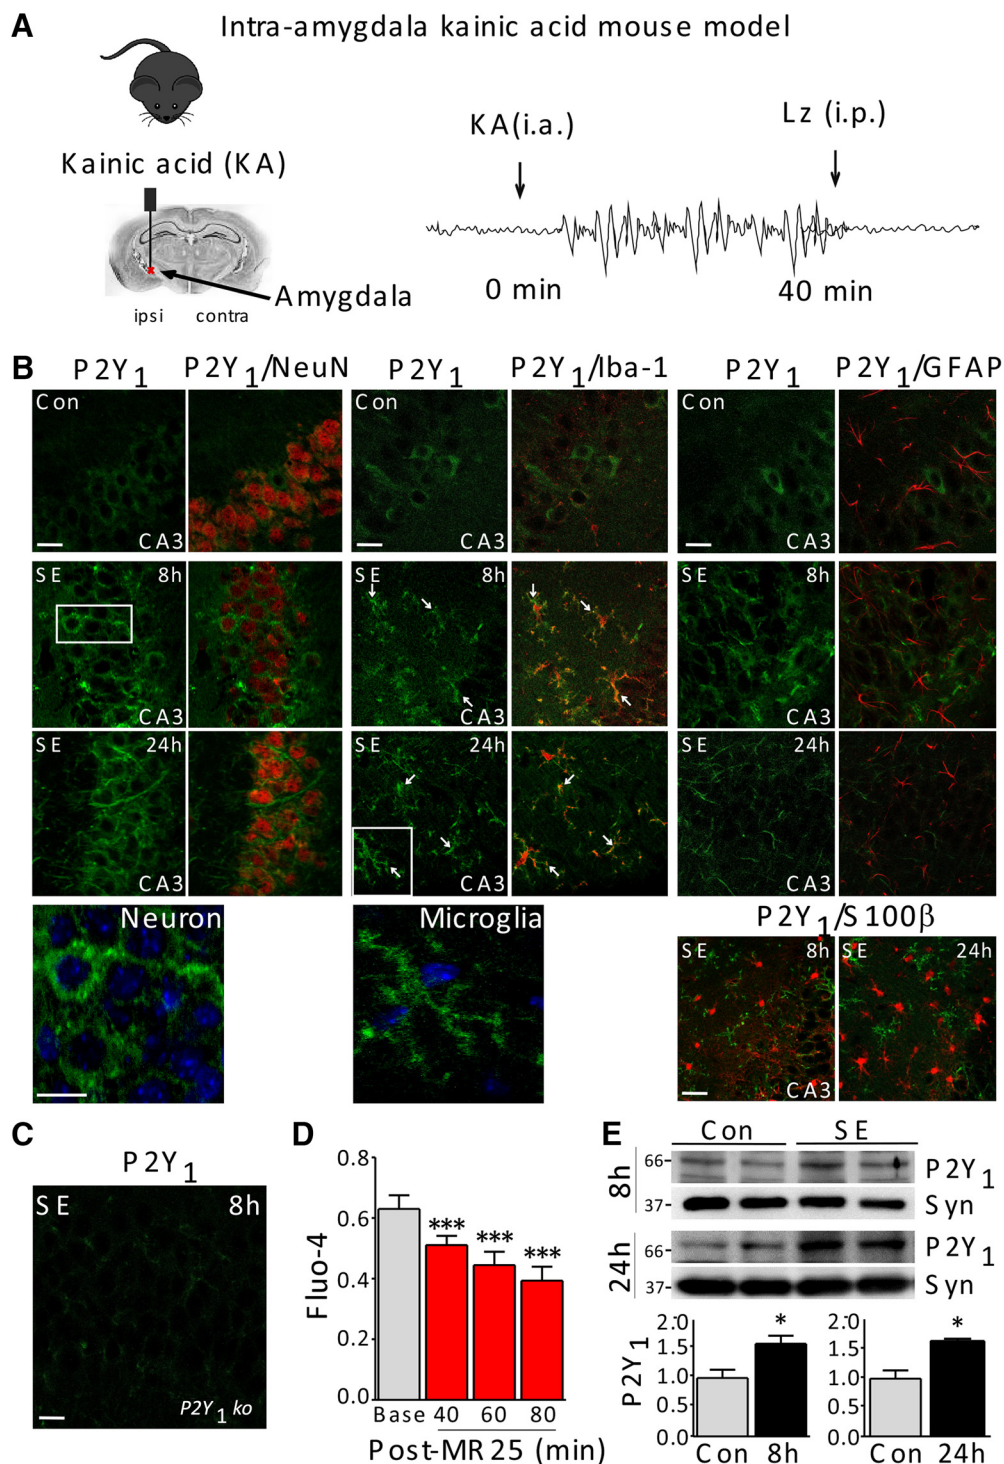 A
Intra-amygdala kainic acid mouse model
Kainic acid (KA)
Amygdala
ipsi contra
KA(i.a.)
Lz (i.p.)
0 min
40 min
B
P2Y1 P2Y1/NeuN P2Y1 P2Y1/Iba-1 P2Y1 P2Y1/GFAP
Con CA3 Con CA3 Con
CA3
SE 8h SE 8h SE 8h
CA3 CA3 CA3
SE 24h SE 24h SE 24h
CA3 CA3 CA3
Neuron
Microglia
P2Y1/S100β
SE 8h SE 24h
CA3
C
P2Y1
SE 8h
P2Y1 ko
D
Fluo-4
0.8
0.6
0.4
0.2
0.0
*** *** ***
Base 40 60 80
Post-MR25 (min)
E
Con SE
8h
66 P2Y1
37 Syn
24h
66 P2Y1
37 Syn
P2Y1
2.0
1.5
1.0
0.0
*
Con 8h
2.0
1.5
1.0
0.0
*
Con 24h